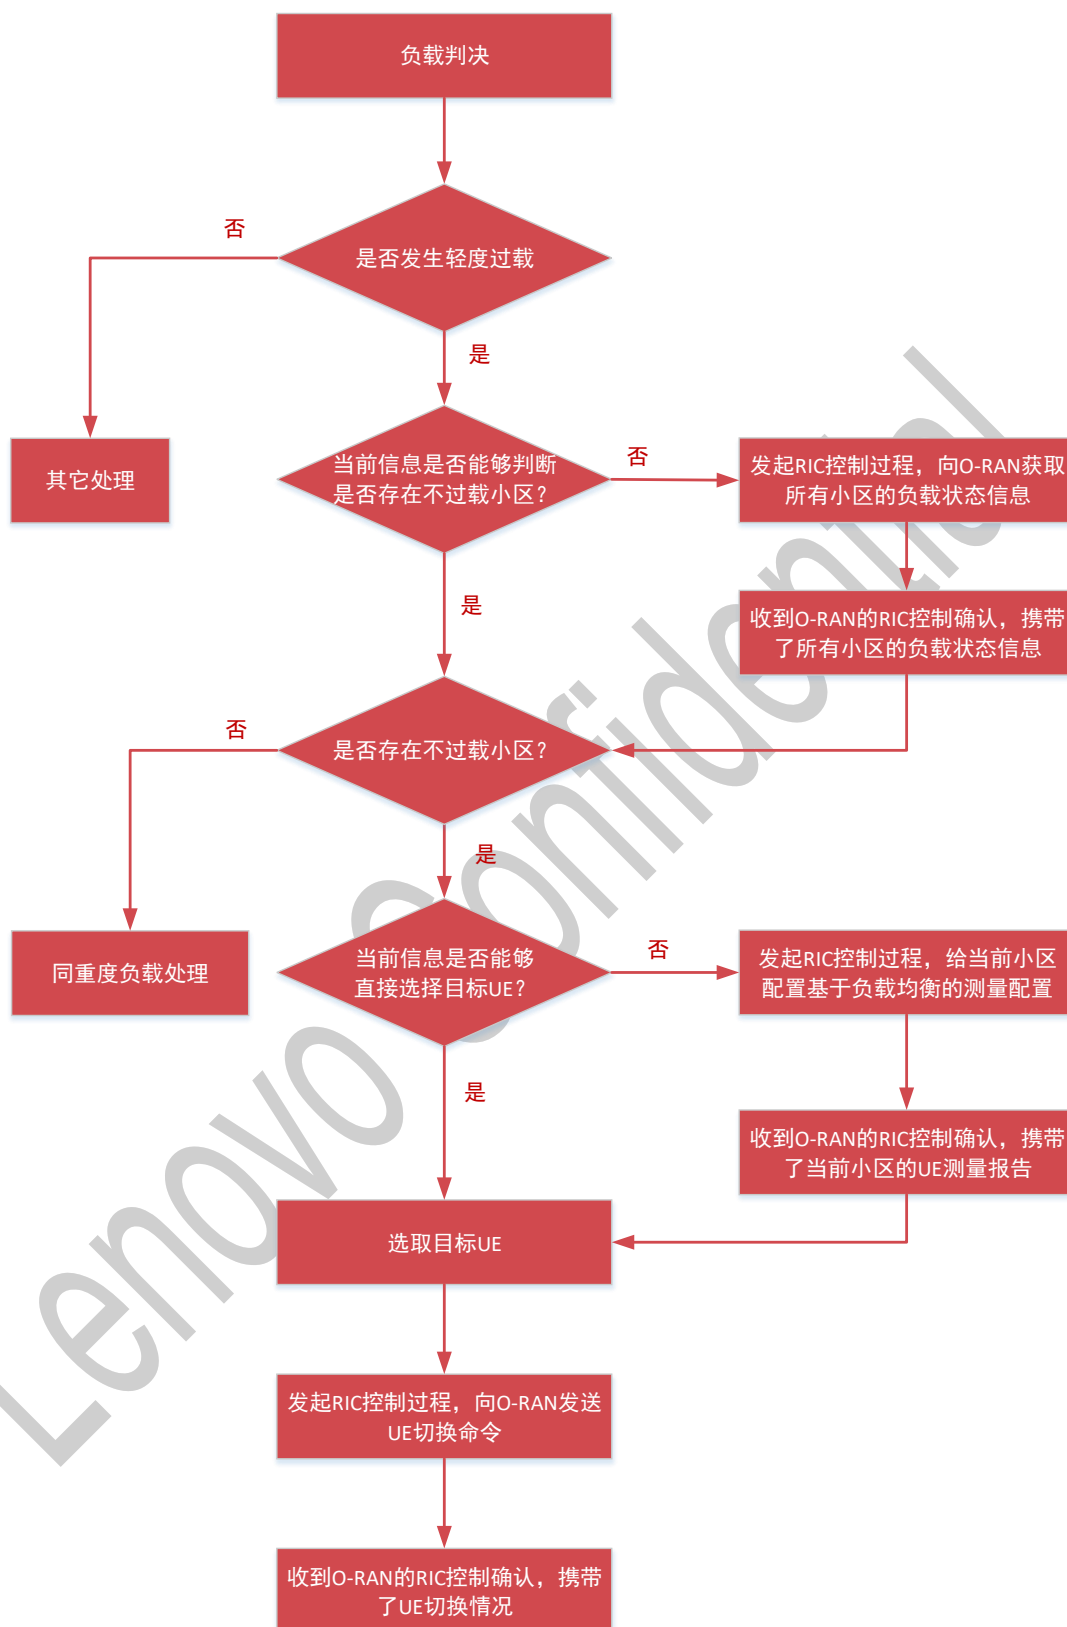 负载判决
否
是否发生轻度过载
是
其它处理
当前信息是否能够判断
是否存在不过载小区？
否
发起RIC控制过程，向O-RAN获取
所有小区的负载状态信息
是
收到O-RAN的RIC控制确认，携带
了所有小区的负载状态信息
否
是否存在不过载小区？
是
同重度负载处理
当前信息是否能够
直接选择目标UE？
否
发起RIC控制过程，给当前小区
配置基于负载均衡的测量配置
是
收到O-RAN的RIC控制确认，携带
了当前小区的UE测量报告
选取目标UE
发起RIC控制过程，向O-RAN发送
UE切换命令
收到O-RAN的RIC控制确认，携带
了UE切换情况
Lenovo Confidential